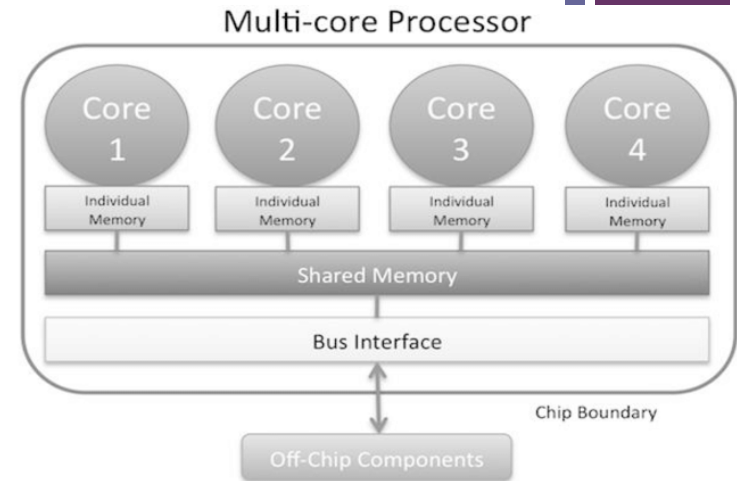 Multi-core Processor
Core Core Core Core
1 2 3 4
Individual Individual Individual Individual
Memory Memory Memory Memory
Shared Memory
Bus Interface
Chip Boundary
Off-Chip Components